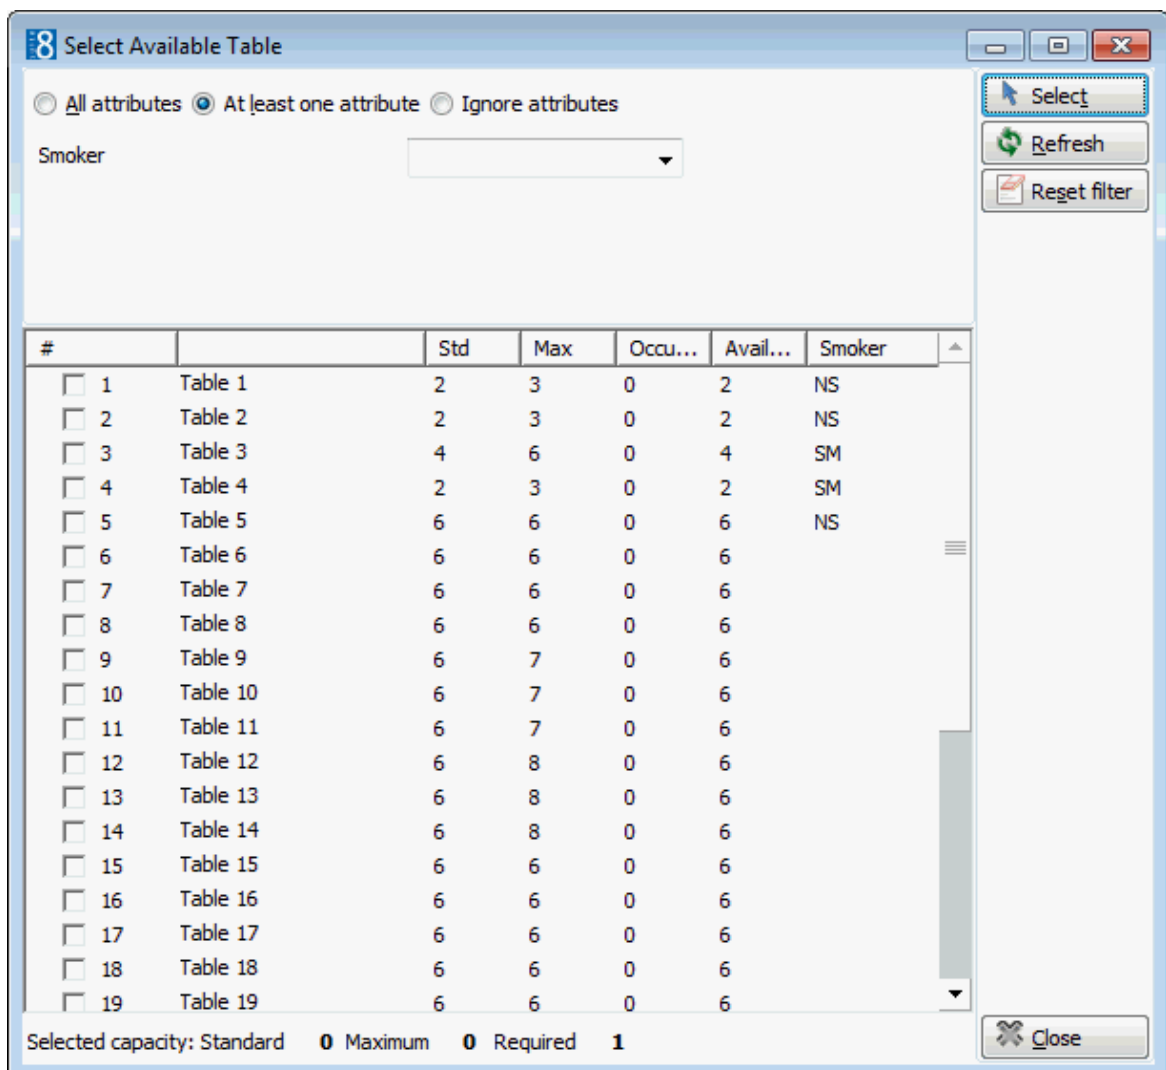 8 Select Available Table
All attributes At least one attribute Ignore attributes
Smoker
Select
Refresh
Reset filter
# Std Max Occu... Avail... Smoker
1 Table 1 2 3 0 2 NS
2 Table 2 2 3 0 2 NS
3 Table 3 4 6 0 4 SM
4 Table 4 2 3 0 2 SM
5 Table 5 6 6 0 6 NS
6 Table 6 6 6 0 6
7 Table 7 6 6 0 6
8 Table 8 6 6 0 6
9 Table 9 6 7 0 6
10 Table 10 6 7 0 6
11 Table 11 6 7 0 6
12 Table 12 6 8 0 6
13 Table 13 6 8 0 6
14 Table 14 6 8 0 6
15 Table 15 6 6 0 6
16 Table 16 6 6 0 6
17 Table 17 6 6 0 6
18 Table 18 6 6 0 6
19 Table 19 6 6 0 6
Selected capacity: Standard 0 Maximum 0 Required 1
Close